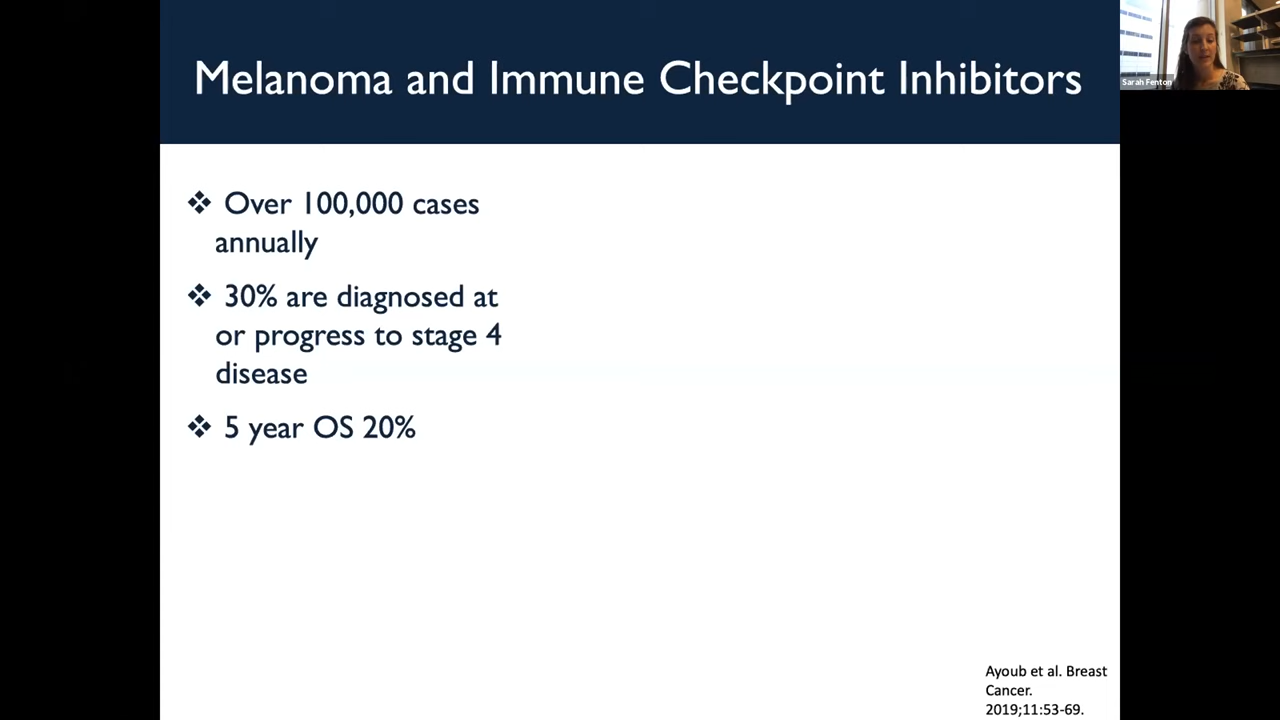 Melanoma and Immune Checkpoint Inhibitors
Sarah Fenton
❖ Over 100,000 cases
annually
❖ 30% are diagnosed at
or progress to stage 4
disease
❖ 5 year OS 20%
Ayoub et al. Breast
Cancer.
2019;11:53-69.